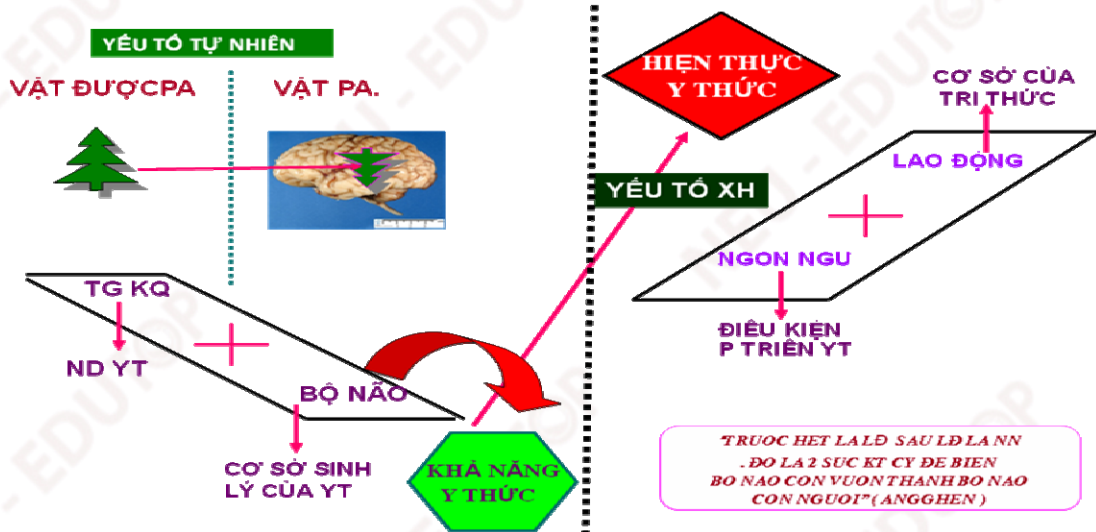 YẾU TỐ TỰ NHIÊN
VẬT ĐƯỢCPA
VẬT PA.
TG KQ
ND YT
BỘ NÃO
CƠ SỞ SINH
LÝ CỦA YT
KHẢ NĂNG
Y THỨC
HIỆN THỰC
Y THỨC
YẾU TỐ XH
CƠ SỞ CỦA
TRI THỨC
LAO ĐỘNG
NGON NGƯ
ĐIỀU KIỆN
P TRIỂN YT
"TRUOC HET LA LĐ SAU LĐ LA NN
. ĐO LA 2 SUC KT CY ĐE BIEN
BO NAO CON VUON THANH BO NAO
CON NGUOI" ( ANGGHEN )
NEU - EDUTOP